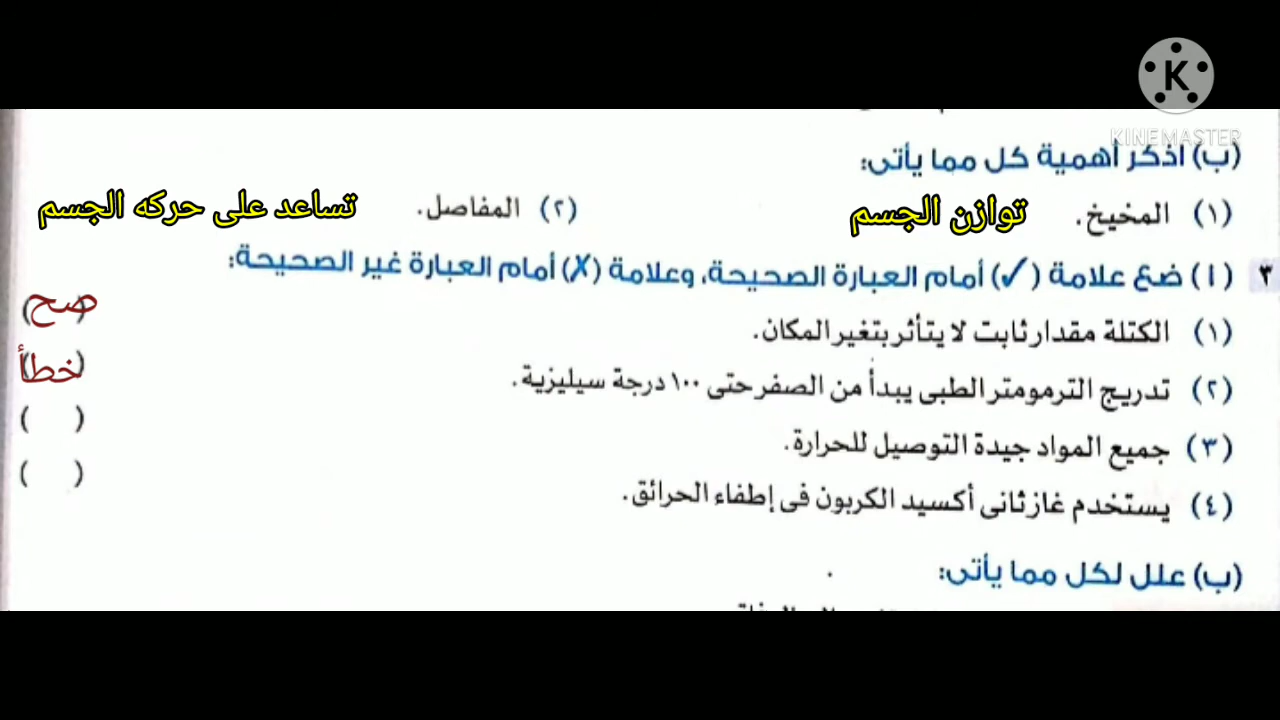 K
KINEMASTER
(ب) اذكر أهمية كل مما يأتى:
(١) المخيخ. توازن الجسم (٢) المفاصل. تساعد على حركه الجسم
٣ (أ) ضع علامة (✓) أمام العبارة الصحيحة، وعلامة (✗) أمام العبارة غير الصحيحة:
(١) الكتلة مقدار ثابت لا يتأثر بتغير المكان. (صح)
(٢) تدريج الترمومتر الطبى يبدأ من الصفر حتى ١٠٠ درجة سيليزية. (خطأ)
(٣) جميع المواد جيدة التوصيل للحرارة. ( )
(٤) يستخدم غاز ثانى أكسيد الكربون فى إطفاء الحرائق. ( )
(ب) علل لكل مما يأتى: